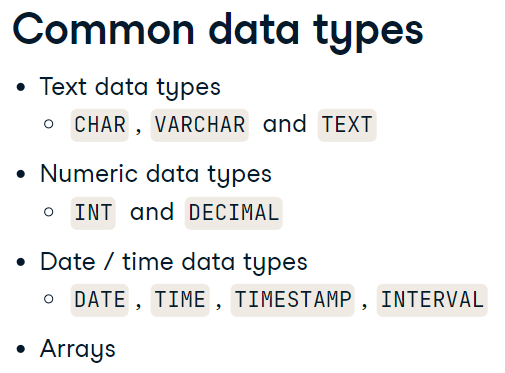 Common data types
• Text data types
○ CHAR , VARCHAR and TEXT
• Numeric data types
○ INT and DECIMAL
• Date / time data types
○ DATE , TIME , TIMESTAMP , INTERVAL
• Arrays